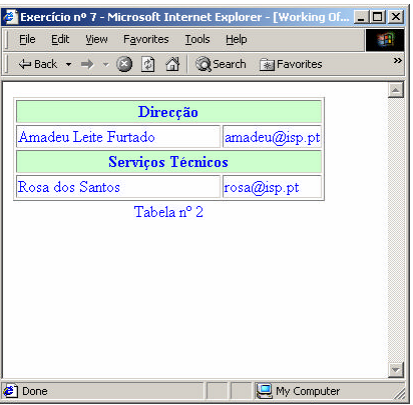 Exercício nº 7 - Microsoft Internet Explorer - [Working Of...
File Edit View Favorites Tools Help
Back Search Favorites »
Direcção
Amadeu Leite Furtado amadeu@isp.pt
Serviços Técnicos
Rosa dos Santos rosa@isp.pt
Tabela nº 2
Done My Computer